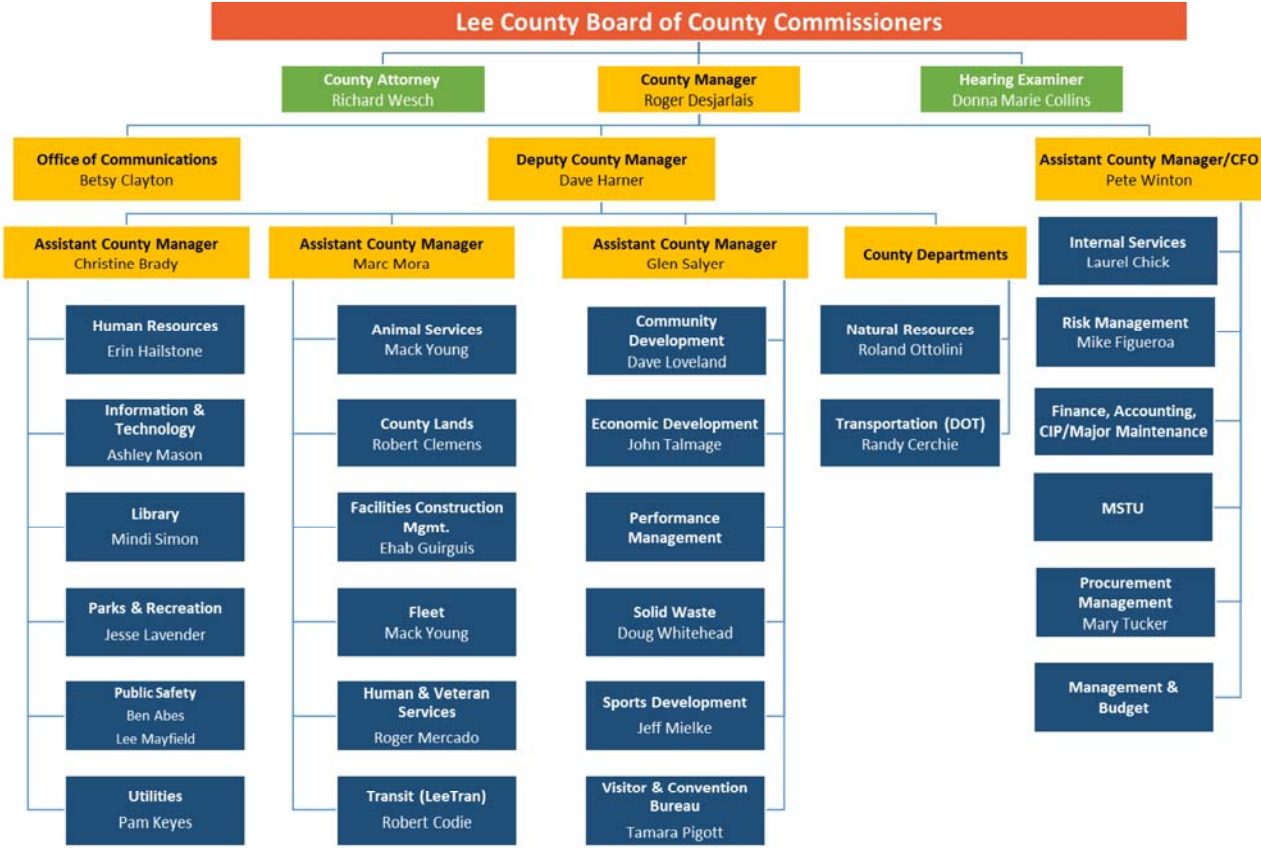 Lee County Board of County Commissioners
County Attorney
Richard Wesch
County Manager
Roger Desjarlais
Hearing Examiner
Donna Marie Collins
Office of Communications
Betsy Clayton
Deputy County Manager
Dave Harner
Assistant County Manager/CFO
Pete Winton
Assistant County Manager
Christine Brady
Human Resources
Erin Hailstone
Information &
Technology
Ashley Mason
Library
Mindi Simon
Parks & Recreation
Jesse Lavender
Public Safety
Ben Abes
Lee Mayfield
Utilities
Pam Keyes
Assistant County Manager
Marc Mora
Animal Services
Mack Young
County Lands
Robert Clemens
Facilities Construction
Mgmt.
Ehab Guirguis
Fleet
Mack Young
Human & Veteran
Services
Roger Mercado
Transit (LeeTran)
Robert Codie
Assistant County Manager
Glen Salyer
Community
Development
Dave Loveland
Economic Development
John Talmage
Performance
Management
Solid Waste
Doug Whitehead
Sports Development
Jeff Mielke
Visitor & Convention
Bureau
Tamara Pigott
County Departments
Natural Resources
Roland Ottolini
Transportation (DOT)
Randy Cerchie
Internal Services
Laurel Chick
Risk Management
Mike Figueroa
Finance, Accounting,
CIP/Major Maintenance
MSTU
Procurement
Management
Mary Tucker
Management &
Budget